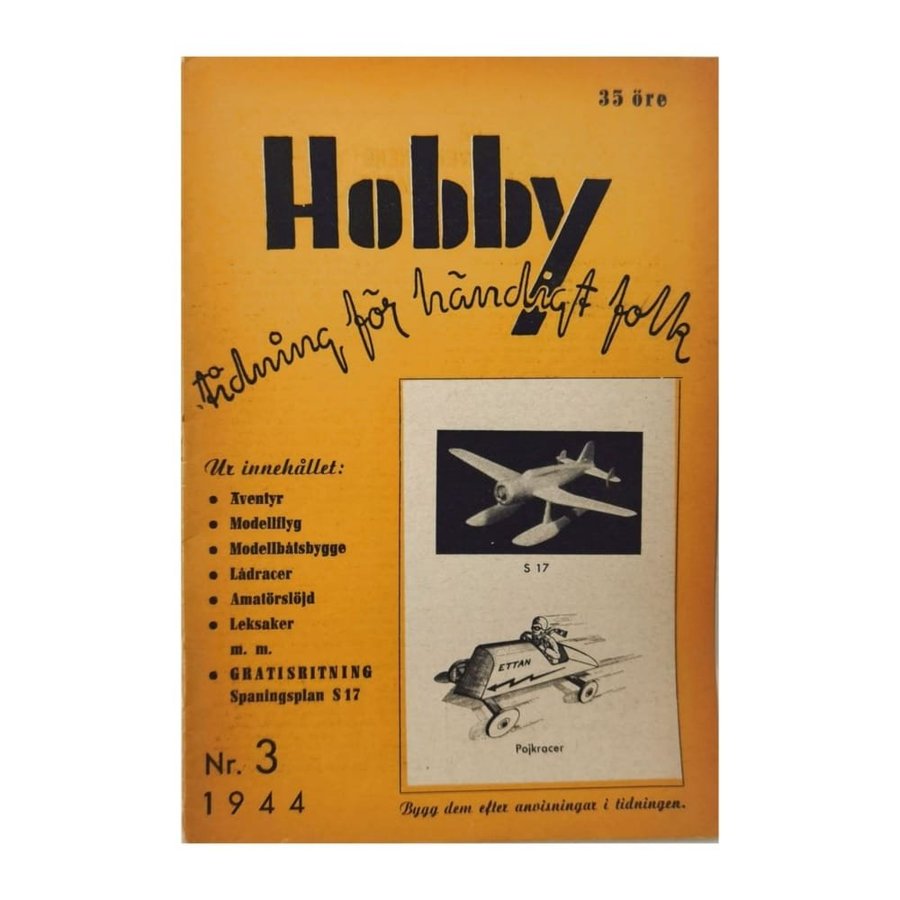 35 öre
Hobby
tidning för händigt folk
Ur innehållet:
• Äventyr
• Modellflyg
• Modellbåtsbygge
• Lådracer
• Amatörslöjd
• Leksaker
m. m.
• GRATISRITNING
Spaningsplan S 17
Nr. 3
1944
S 17
ETTAN
Pojkracer
Bygg dem efter anvisningar i tidningen.